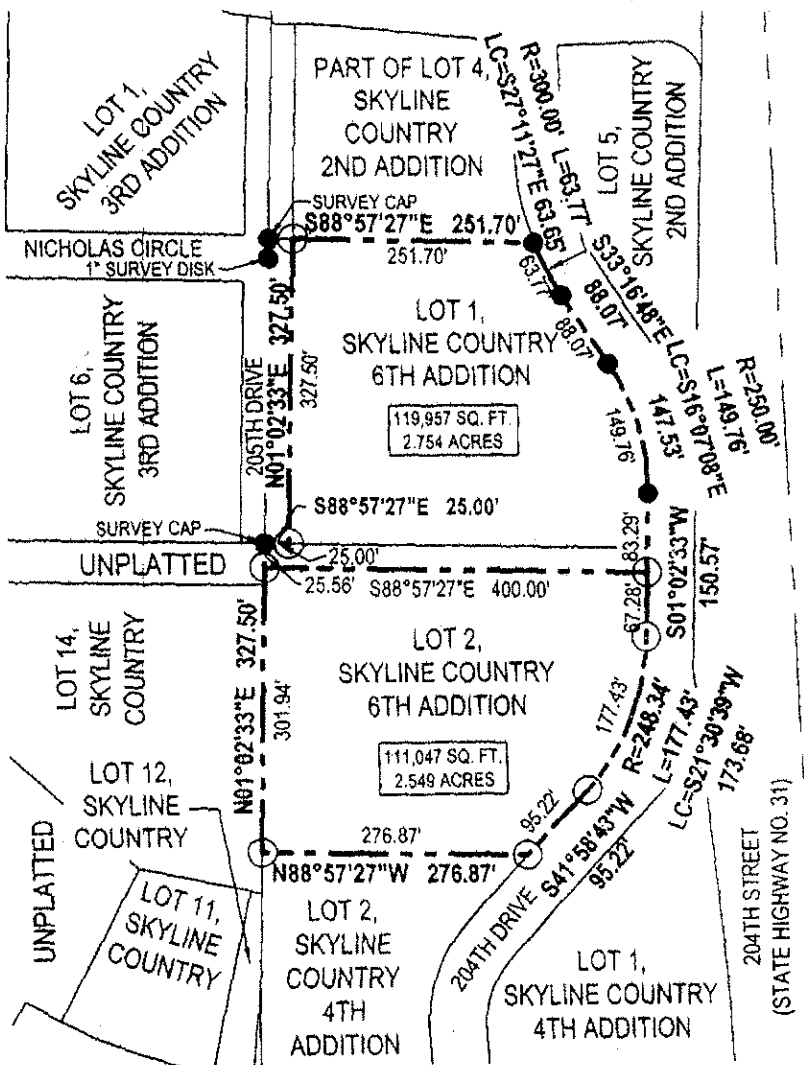 LOT 1,
SKYLINE COUNTRY
3RD ADDITION
PART OF LOT 4,
SKYLINE
COUNTRY
2ND ADDITION
R=300.00' L=63.77'
LC=S27°11'27"E 63.65'
LOT 5,
SKYLINE COUNTRY
2ND ADDITION
SURVEY CAP
S88°57'27"E 251.70'
251.70'
NICHOLAS CIRCLE
1" SURVEY DISK
63.77'
S33°16'48"E
88.07'
88.07'
LOT 1,
SKYLINE COUNTRY
6TH ADDITION
119,957 SQ. FT.
2.754 ACRES
LOT 6,
SKYLINE COUNTRY
3RD ADDITION
205TH DRIVE
N01°02'33"E 327.50'
327.50'
R=250.00'
L=149.76'
LC=S16°07'08"E
147.53'
149.76'
S88°57'27"E 25.00'
SURVEY CAP
UNPLATTED
25.00'
25.56'
S88°57'27"E 400.00'
83.29'
67.28'
S01°02'33"W
150.57'
LOT 14,
SKYLINE
COUNTRY
N01°02'33"E 327.50'
301.94'
LOT 2,
SKYLINE COUNTRY
6TH ADDITION
111,047 SQ. FT.
2.549 ACRES
177.43'
R=248.34'
L=177.43'
LC=S21°30'39"W
173.68'
LOT 12,
SKYLINE
COUNTRY
UNPLATTED
LOT 11,
SKYLINE
COUNTRY
276.87'
N88°57'27"W 276.87'
95.22'
S41°58'43"W
95.22'
204TH DRIVE
LOT 2,
SKYLINE
COUNTRY
4TH
ADDITION
LOT 1,
SKYLINE COUNTRY
4TH ADDITION
204TH STREET
(STATE HIGHWAY NO. 31)